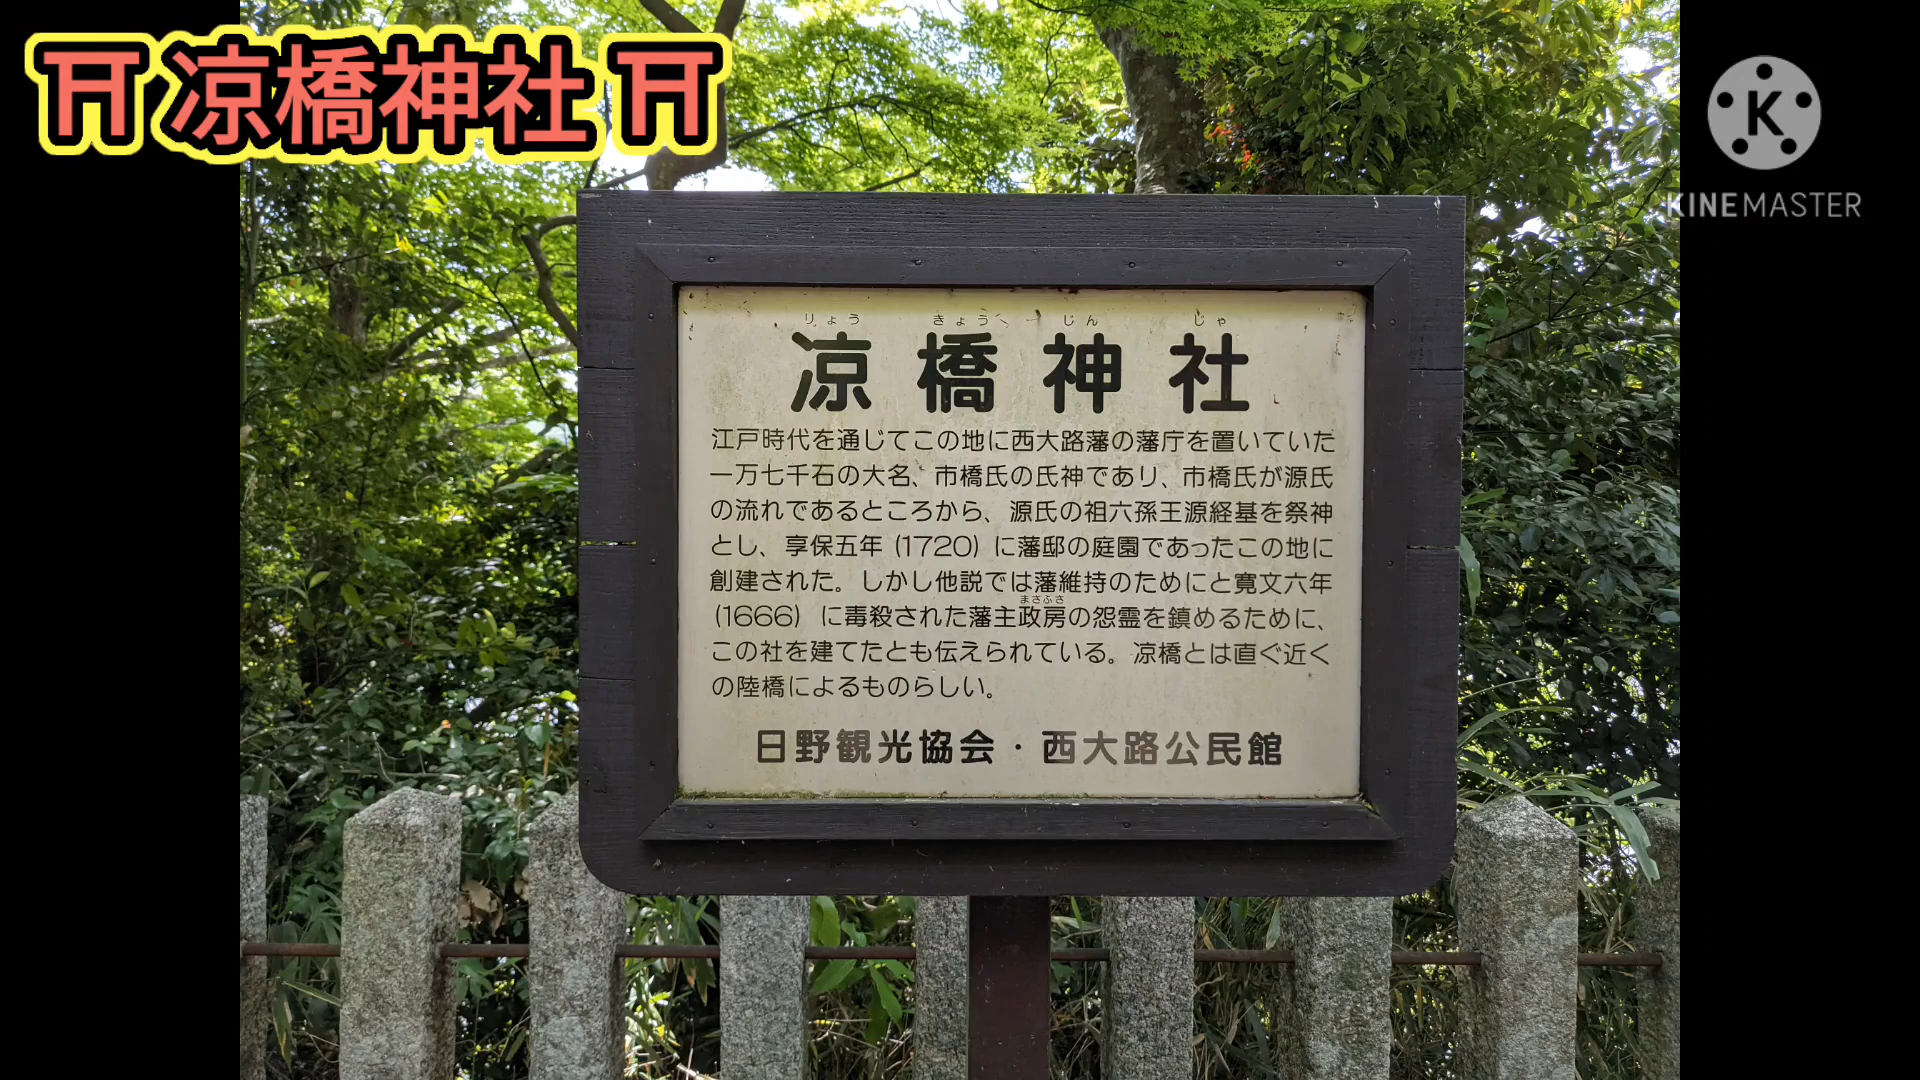 ⛩凉橋神社⛩
K
KINEMASTER
りょう きょう じん じゃ
凉橋神社
江戸時代を通じてこの地に西大路藩の藩庁を置いていた
一万七千石の大名、市橋氏の氏神であり、市橋氏が源氏
の流れであるところから、源氏の祖六孫王源経基を祭神
とし、享保五年(1720)に藩邸の庭園であったこの地に
創建された。しかし他説では藩維持のためにと寛文六年
まさふさ
(1666)に毒殺された藩主政房の怨霊を鎮めるために、
この社を建てたとも伝えられている。凉橋とは直ぐ近く
の陸橋によるものらしい。
日野観光協会・西大路公民館